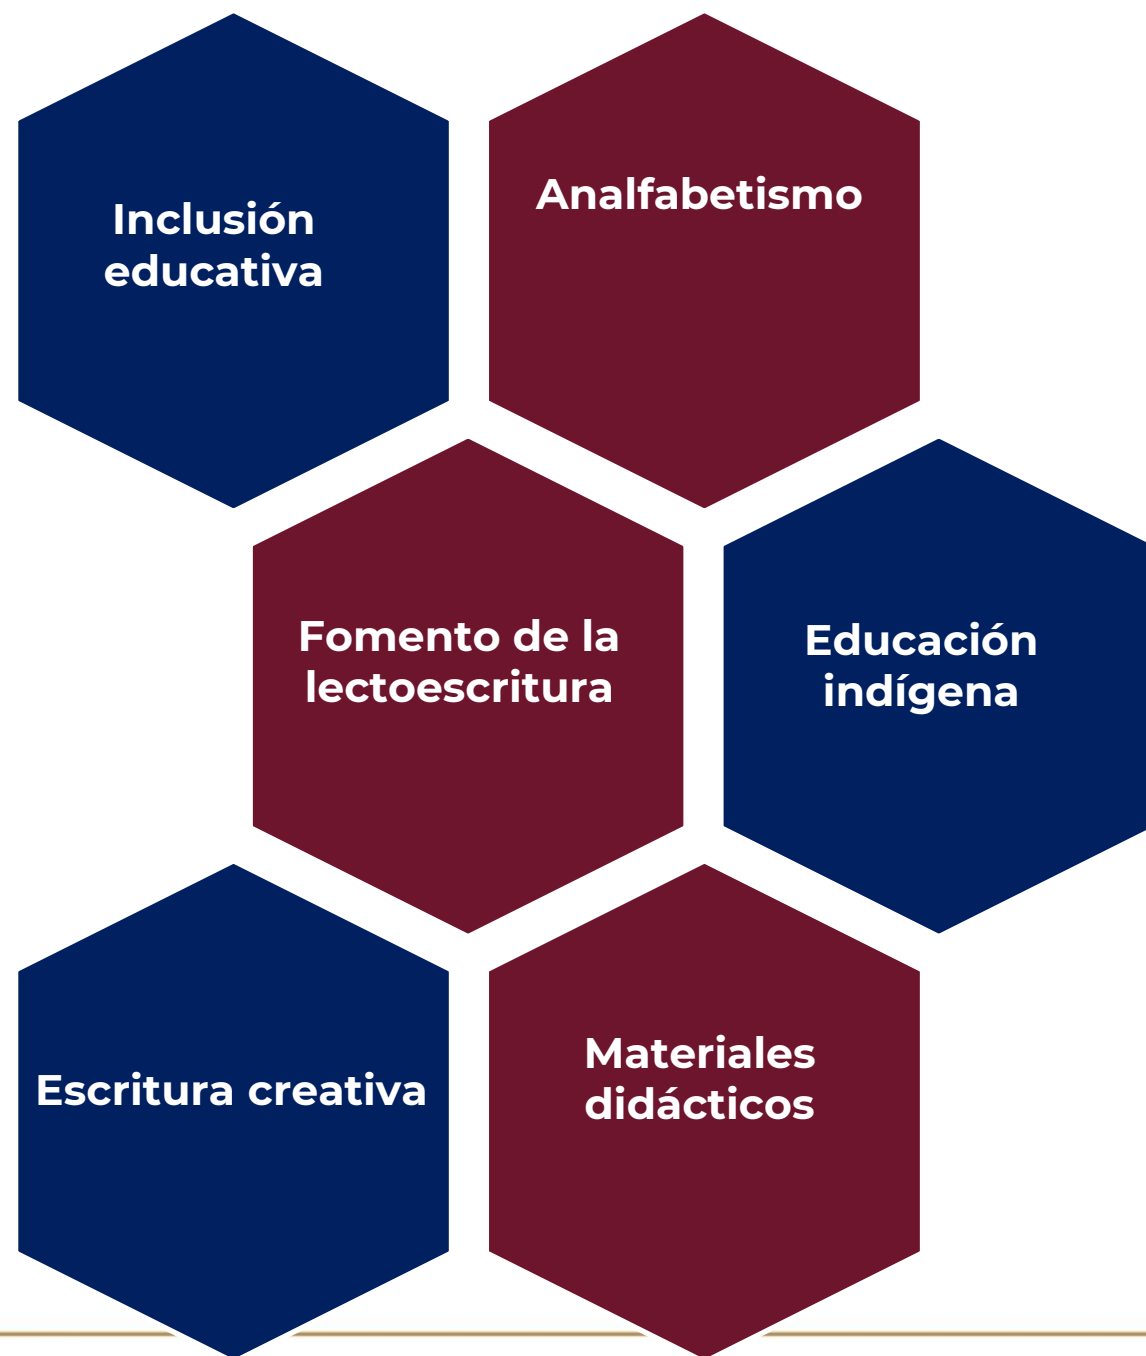 Inclusión
educativa
Analfabetismo
Fomento de la
lectoescritura
Educación
indígena
Escritura creativa
Materiales
didácticos